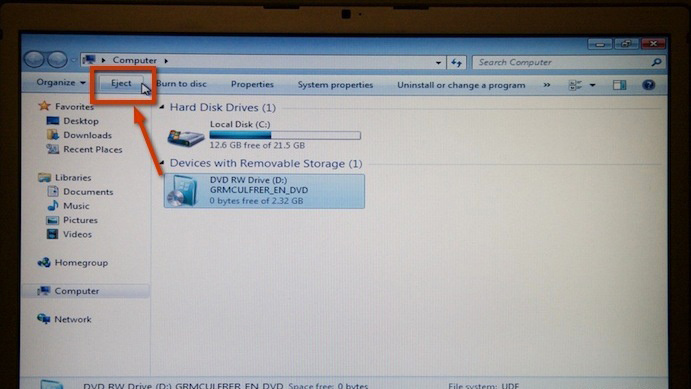 Computer
Search Computer
Organize
Eject
Burn to disc
Properties
System properties
Uninstall or change a program
»
Favorites
Desktop
Downloads
Recent Places
Libraries
Documents
Music
Pictures
Videos
Homegroup
Computer
Network
Hard Disk Drives (1)
Local Disk (C:)
12.6 GB free of 21.5 GB
Devices with Removable Storage (1)
DVD RW Drive (D:)
GRMCULFRER_EN_DVD
0 bytes free of 2.32 GB
DVD RW Drive (D:) GRMCULFRER_EN_DVD Space free: 0 bytes File system: UDF